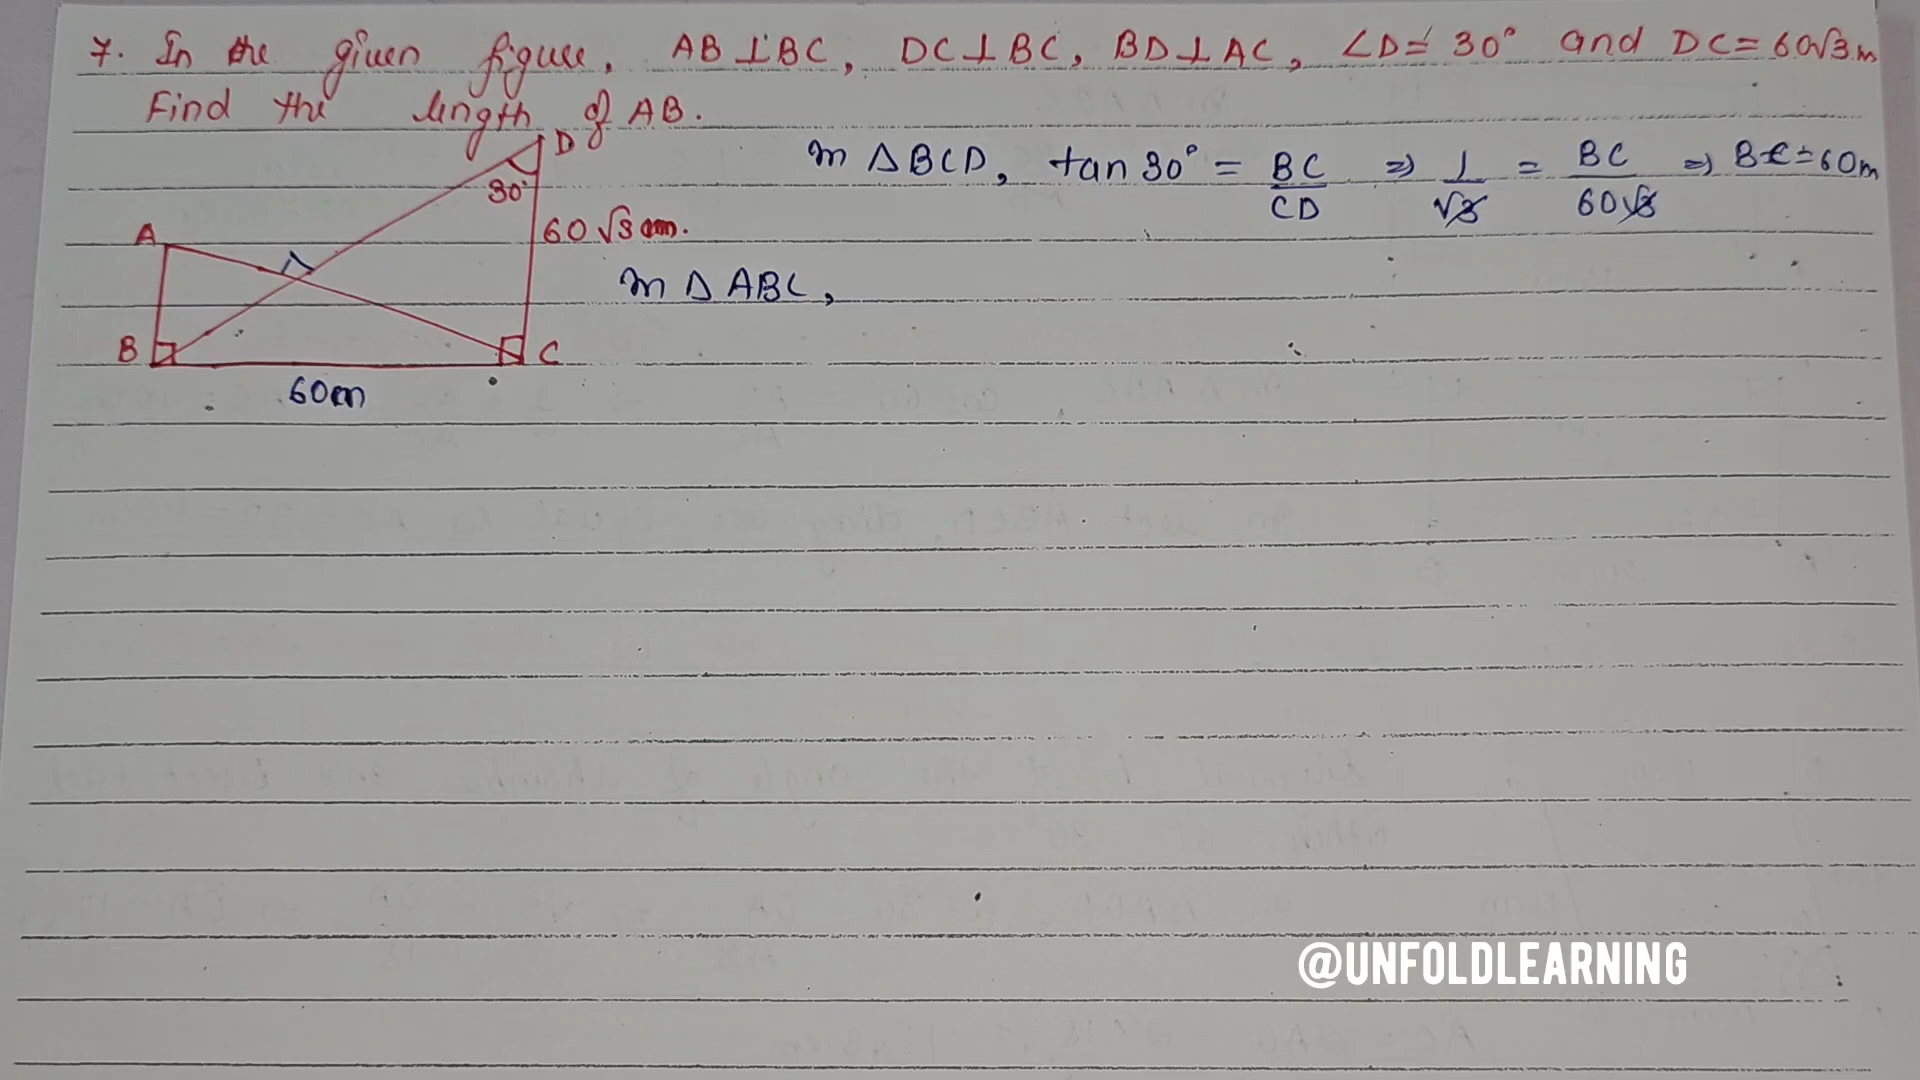 7. In the given figure, AB⊥BC, DC⊥BC, BD⊥AC, ∠D = 30° and DC = 60√3 m
Find the length of AB.
In ΔBCD, tan 30° = BC/CD ⇒ 1/√3 = BC/60√3 ⇒ BC = 60m
D
30°
60√3 cm.
A
In Δ ABC,
B
C
60m
@UNFOLDLEARNING